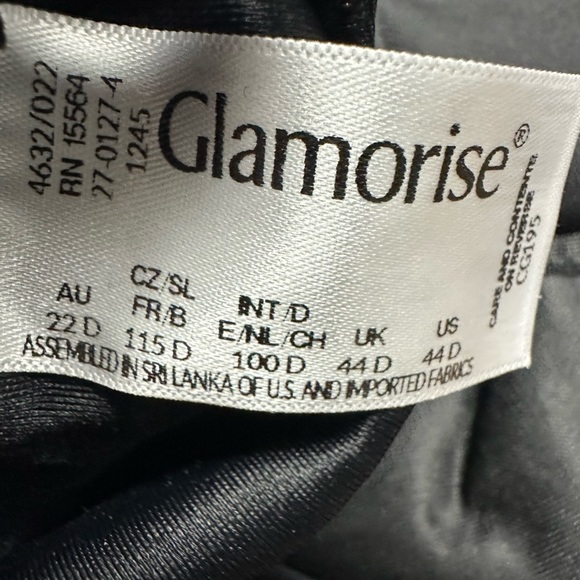 4632/022
RN 15564
27-0127-4
1245
Glamorise®
CARE AND CONTENTS
ON REVERSE
CG195
AU
22 D
CZ/SL
FR/B
115 D
INT/D
E/NL/CH
100 D
UK
44 D
US
44 D
ASSEMBLED IN SRI LANKA OF U.S. AND IMPORTED FABRICS